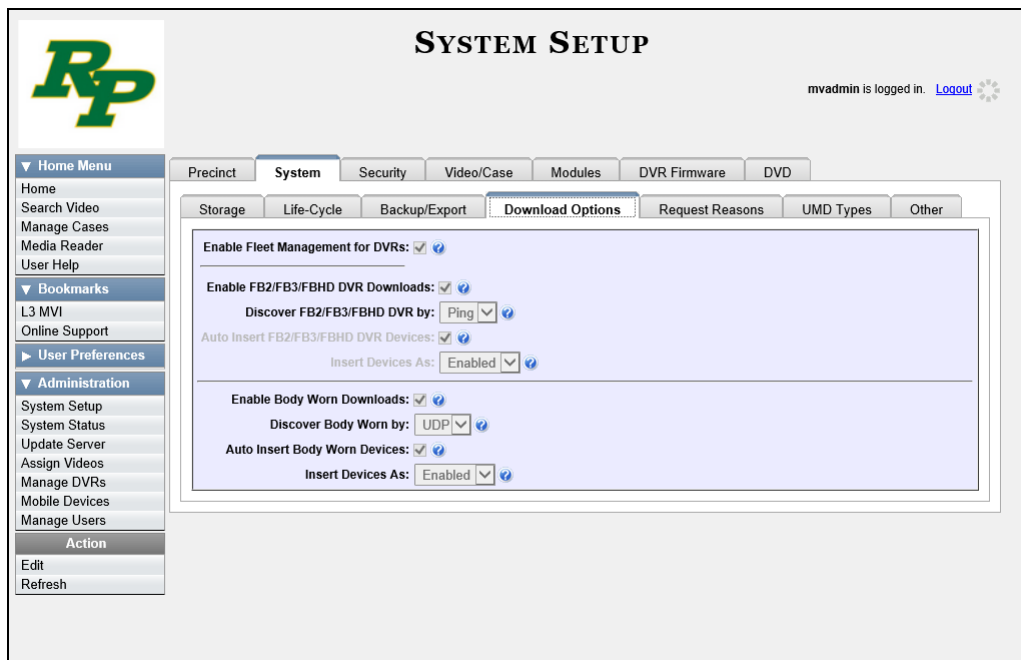 RP
SYSTEM SETUP
mvadmin is logged in. Logout
Home Menu
Home
Search Video
Manage Cases
Media Reader
User Help
Bookmarks
L3 MVI
Online Support
User Preferences
Administration
System Setup
System Status
Update Server
Assign Videos
Manage DVRs
Mobile Devices
Manage Users
Action
Edit
Refresh
Precinct System Security Video/Case Modules DVR Firmware DVD
Storage Life-Cycle Backup/Export Download Options Request Reasons UMD Types Other
Enable Fleet Management for DVRs: ?
Enable FB2/FB3/FBHD DVR Downloads: ?
Discover FB2/FB3/FBHD DVR by: Ping ?
Auto Insert FB2/FB3/FBHD DVR Devices: ?
Insert Devices As: Enabled ?
Enable Body Worn Downloads: ?
Discover Body Worn by: UDP ?
Auto Insert Body Worn Devices: ?
Insert Devices As: Enabled ?